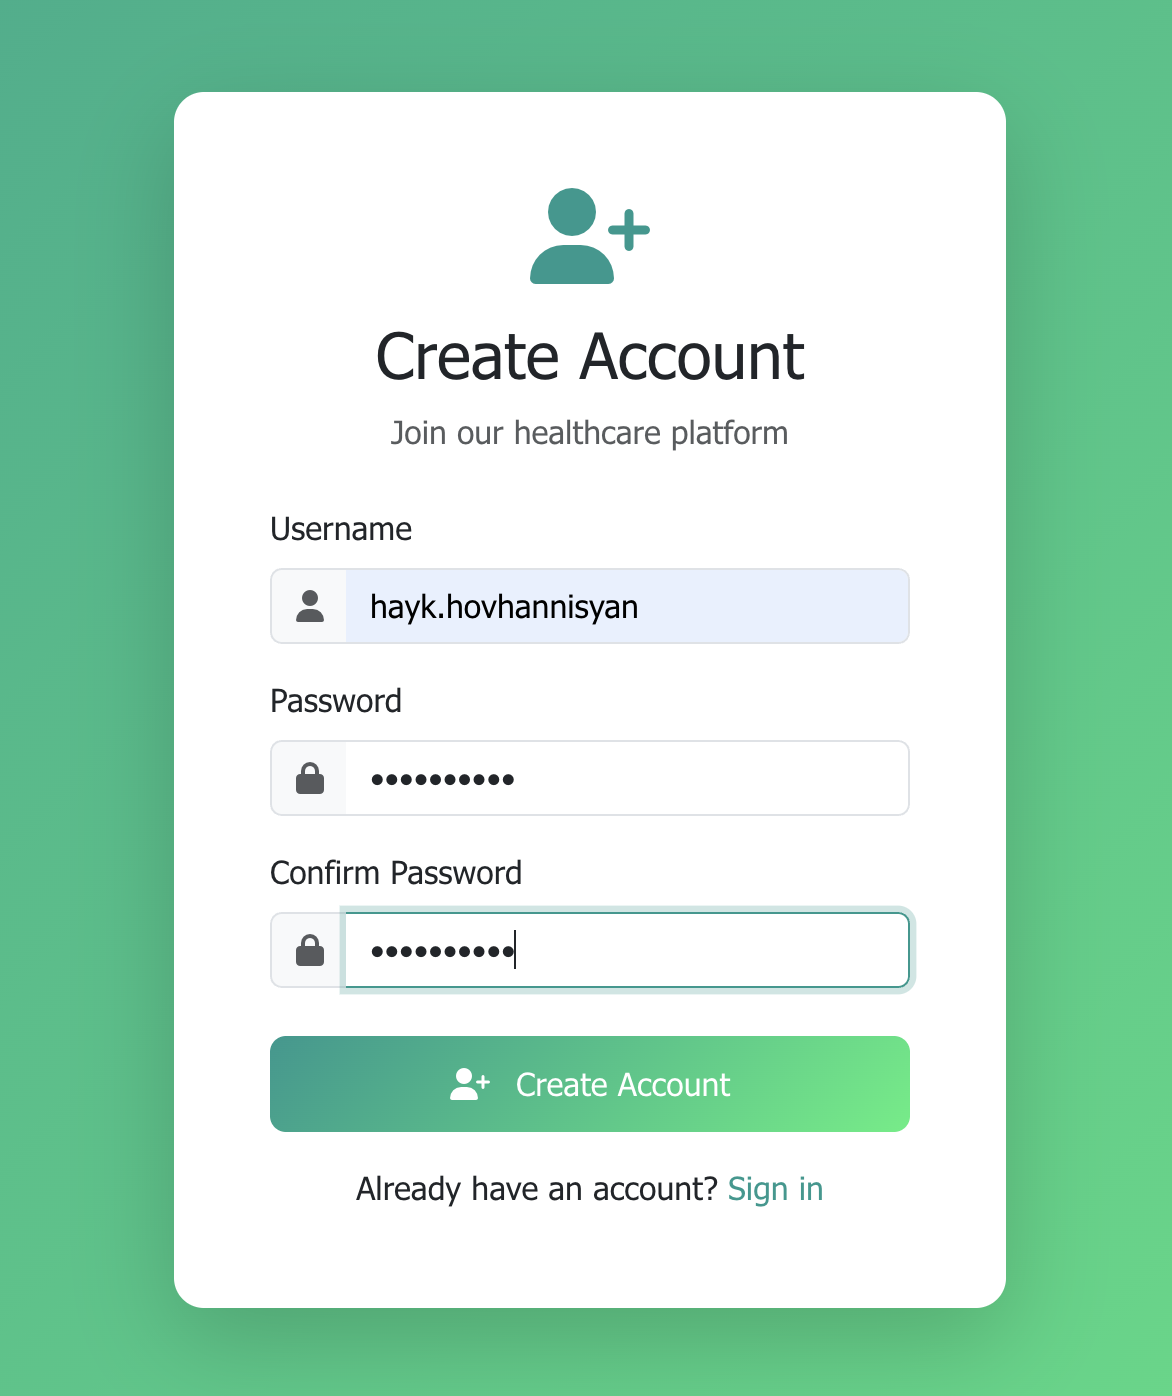 Create Account
Join our healthcare platform
Username
hayk.hovhannisyan
Password
••••••••••
Confirm Password
••••••••••
Create Account
Already have an account? Sign in